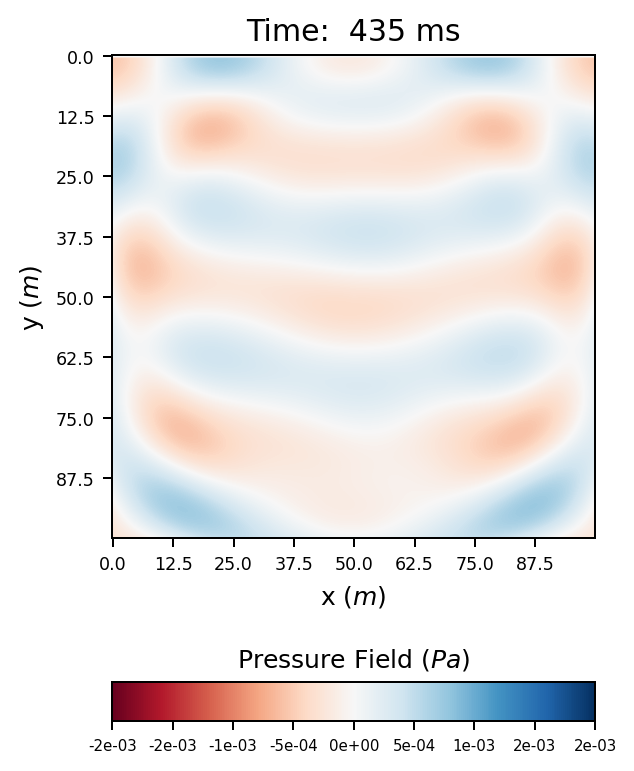 Time:  435 ms
0.0
12.5
25.0
37.5
50.0
62.5
75.0
87.5
y (m)
0.0 12.5 25.0 37.5 50.0 62.5 75.0 87.5
x (m)
Pressure Field (Pa)
-2e-03 -2e-03 -1e-03 -5e-04 0e+00 5e-04 1e-03 2e-03 2e-03